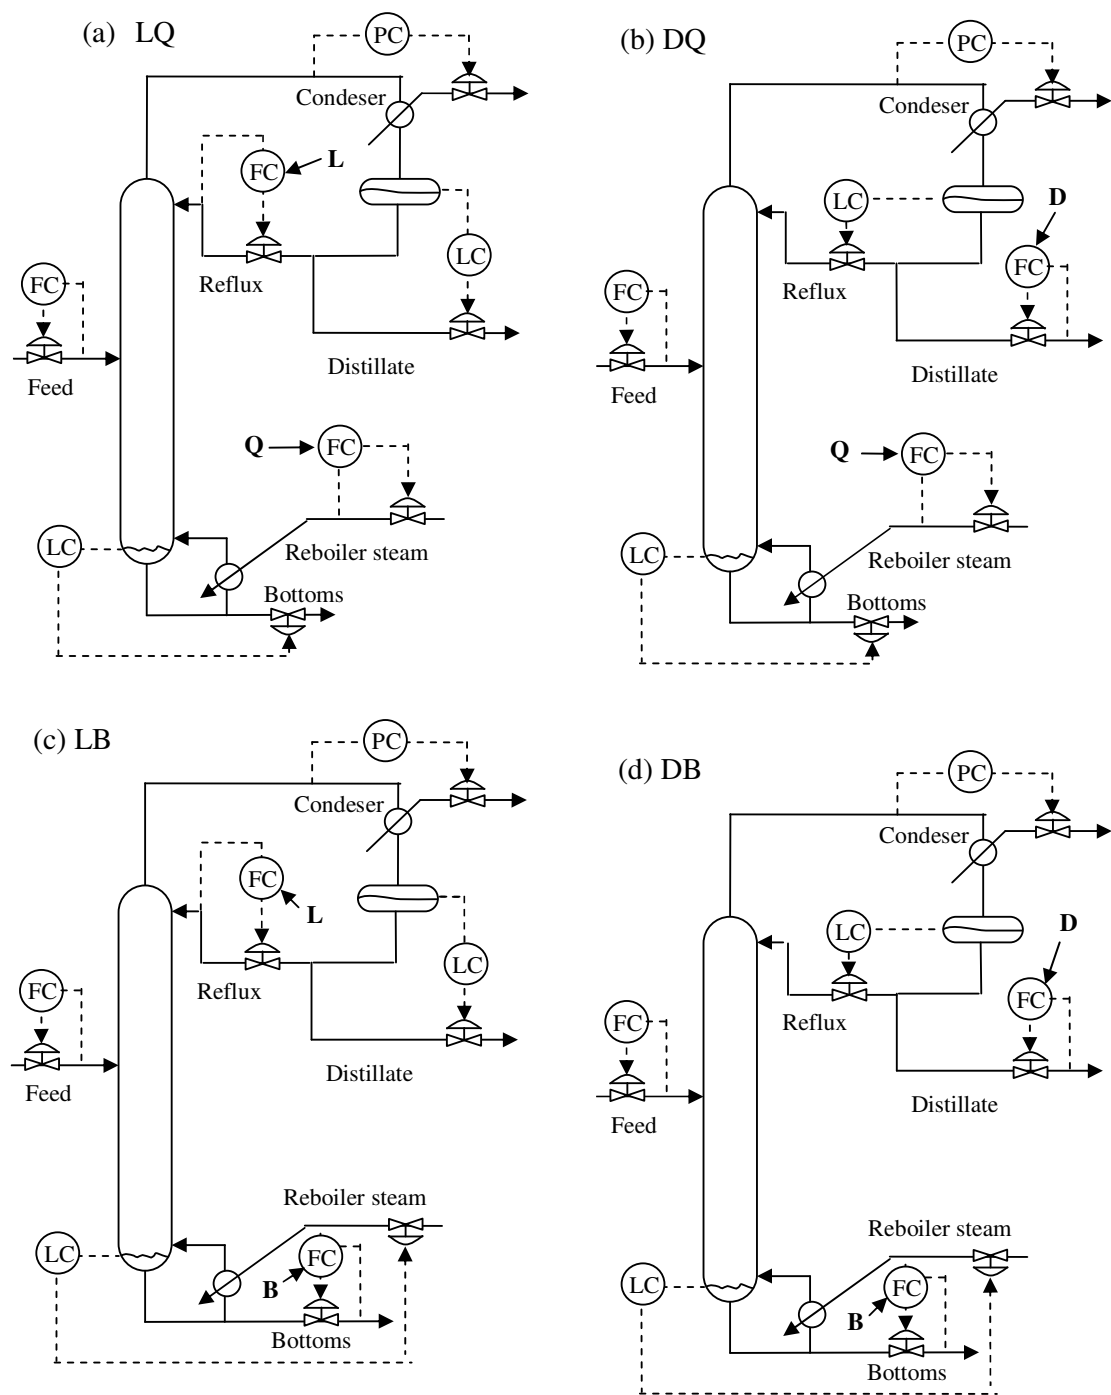 (a) LQ
PC
Condeser
FC
L
LC
FC
Reflux
Feed
Distillate
Q
FC
LC
Reboiler steam
Bottoms
(b) DQ
PC
Condeser
LC
D
FC
FC
Reflux
Feed
Distillate
Q
FC
LC
Reboiler steam
Bottoms
(c) LB
PC
Condeser
FC
L
LC
FC
Reflux
Feed
Distillate
Reboiler steam
LC
FC
B
Bottoms
(d) DB
PC
Condeser
LC
D
FC
FC
Reflux
Feed
Distillate
Reboiler steam
LC
FC
B
Bottoms